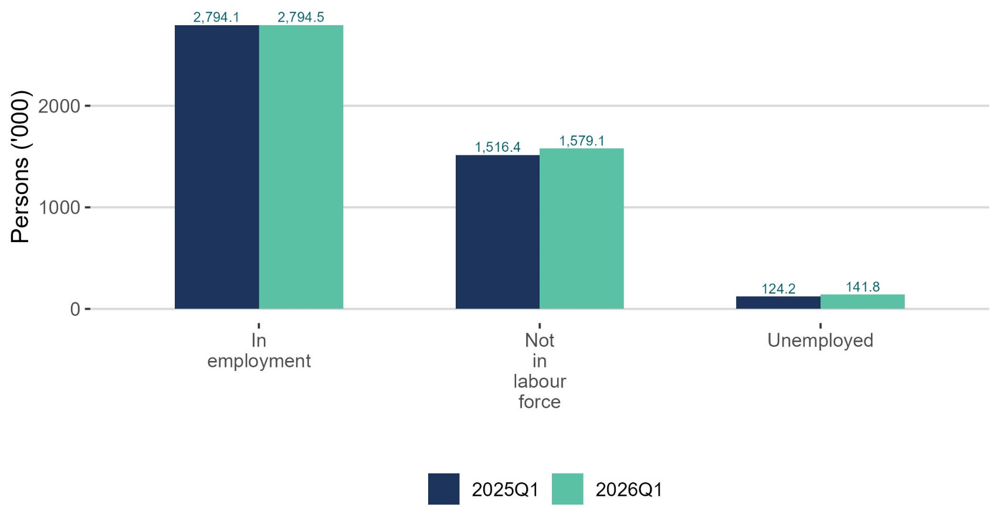 2,794.1 2,794.5
Persons ('000)
2000
1,516.4 1,579.1
1000
124.2 141.8
0
In
employment
Not
in
labour
force
Unemployed
2025Q1 2026Q1